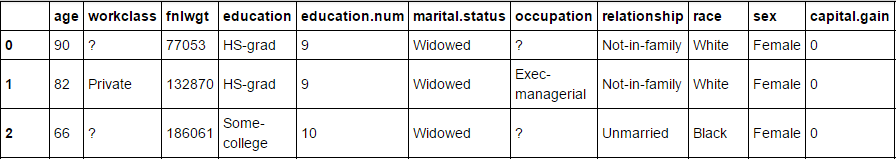 age workclass fnlwgt education education.num marital.status occupation relationship race sex capital.gain
0 90 ? 77053 HS-grad 9 Widowed ? Not-in-family White Female 0
1 82 Private 132870 HS-grad 9 Widowed Exec-
managerial Not-in-family White Female 0
2 66 ? 186061 Some-
college 10 Widowed ? Unmarried Black Female 0